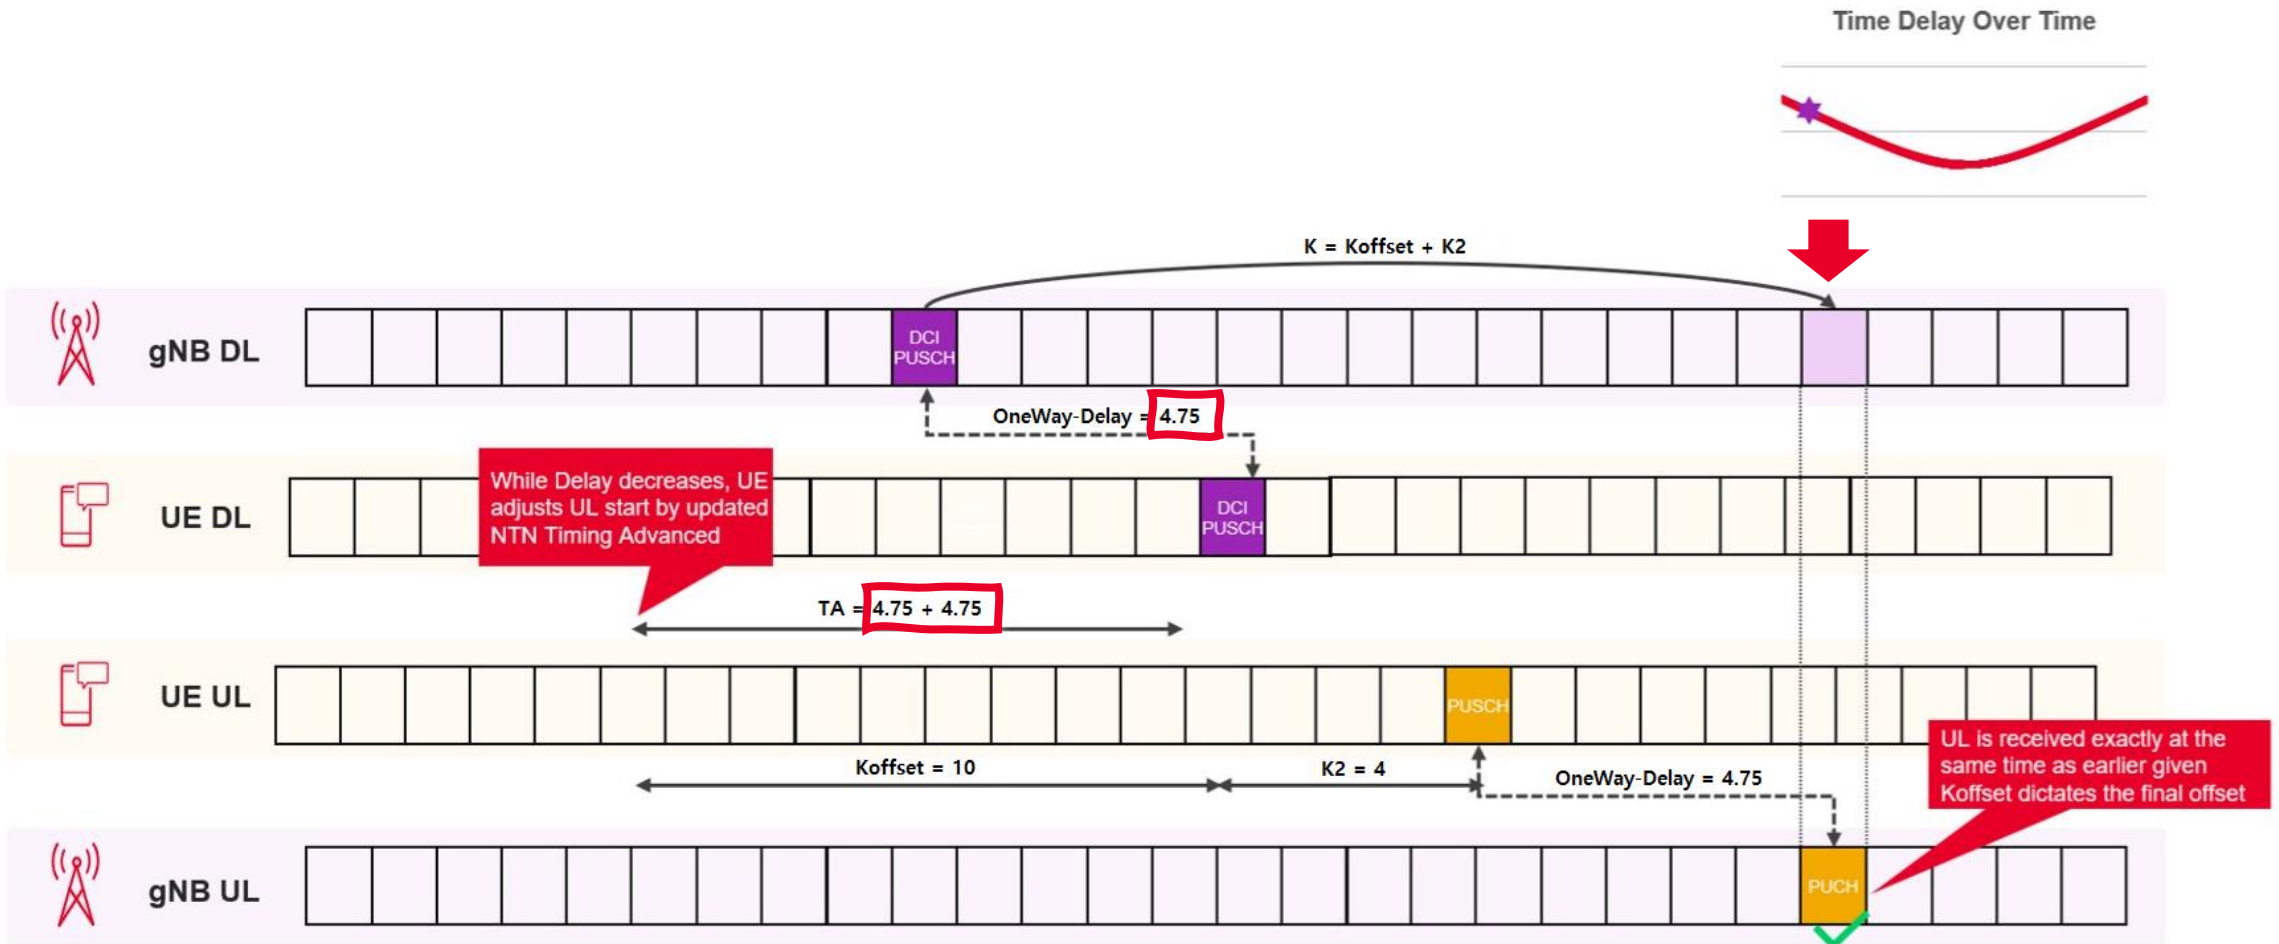 Time Delay Over Time
K = Koffset + K2
gNB DL
DCI
PUSCH
OneWay-Delay = 4.75
While Delay decreases, UE
adjusts UL start by updated
NTN Timing Advanced
UE DL
DCI
PUSCH
TA = 4.75 + 4.75
UE UL
PUSCH
Koffset = 10
K2 = 4
OneWay-Delay = 4.75
UL is received exactly at the
same time as earlier given
Koffset dictates the final offset
gNB UL
PUCH